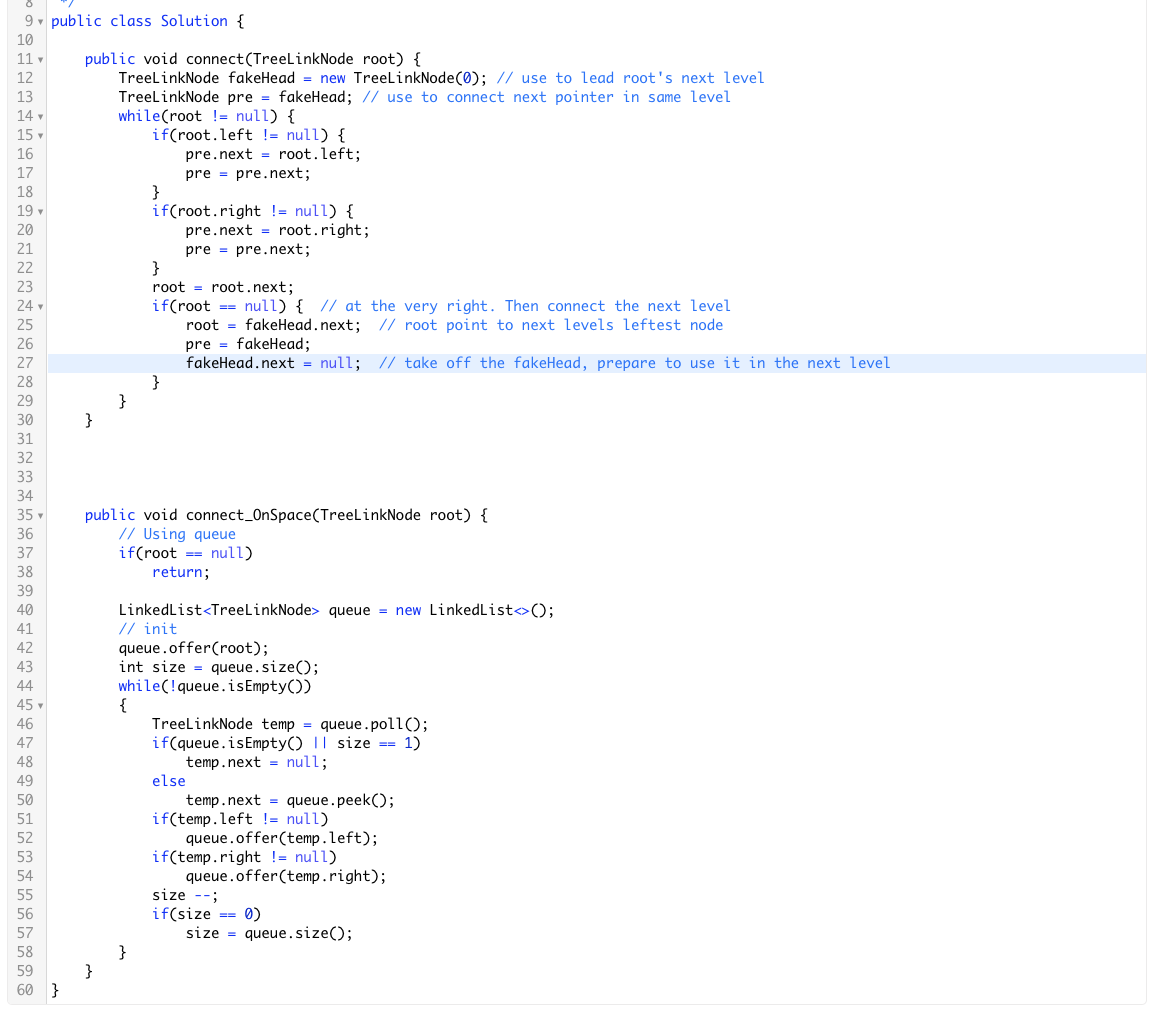 8 */
9 public class Solution {
10
11 public void connect(TreeLinkNode root) {
12 TreeLinkNode fakeHead = new TreeLinkNode(0); // use to lead root's next level
13 TreeLinkNode pre = fakeHead; // use to connect next pointer in same level
14 while(root != null) {
15 if(root.left != null) {
16 pre.next = root.left;
17 pre = pre.next;
18 }
19 if(root.right != null) {
20 pre.next = root.right;
21 pre = pre.next;
22 }
23 root = root.next;
24 if(root == null) { // at the very right. Then connect the next level
25 root = fakeHead.next; // root point to next levels leftest node
26 pre = fakeHead;
27 fakeHead.next = null; // take off the fakeHead, prepare to use it in the next level
28 }
29 }
30 }
31
32
33
34
35 public void connect_OnSpace(TreeLinkNode root) {
36 // Using queue
37 if(root == null)
38 return;
39
40 LinkedList<TreeLinkNode> queue = new LinkedList<>();
41 // init
42 queue.offer(root);
43 int size = queue.size();
44 while(!queue.isEmpty())
45 {
46 TreeLinkNode temp = queue.poll();
47 if(queue.isEmpty() || size == 1)
48 temp.next = null;
49 else
50 temp.next = queue.peek();
51 if(temp.left != null)
52 queue.offer(temp.left);
53 if(temp.right != null)
54 queue.offer(temp.right);
55 size --;
56 if(size == 0)
57 size = queue.size();
58 }
59 }
60 }